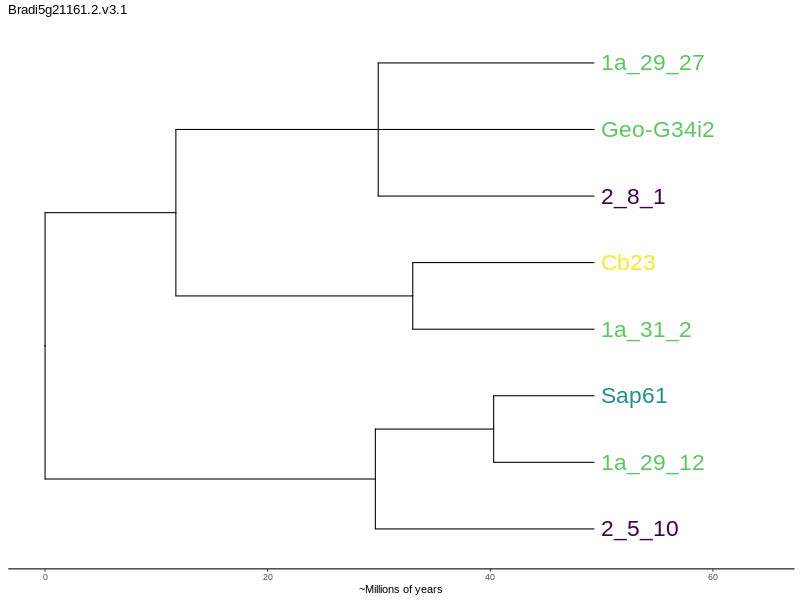 Bradi5g21161.2.v3.1
1a_29_27
Geo-G34i2
2_8_1
Cb23
1a_31_2
Sap61
1a_29_12
2_5_10
0 20 40 60
~Millions of years